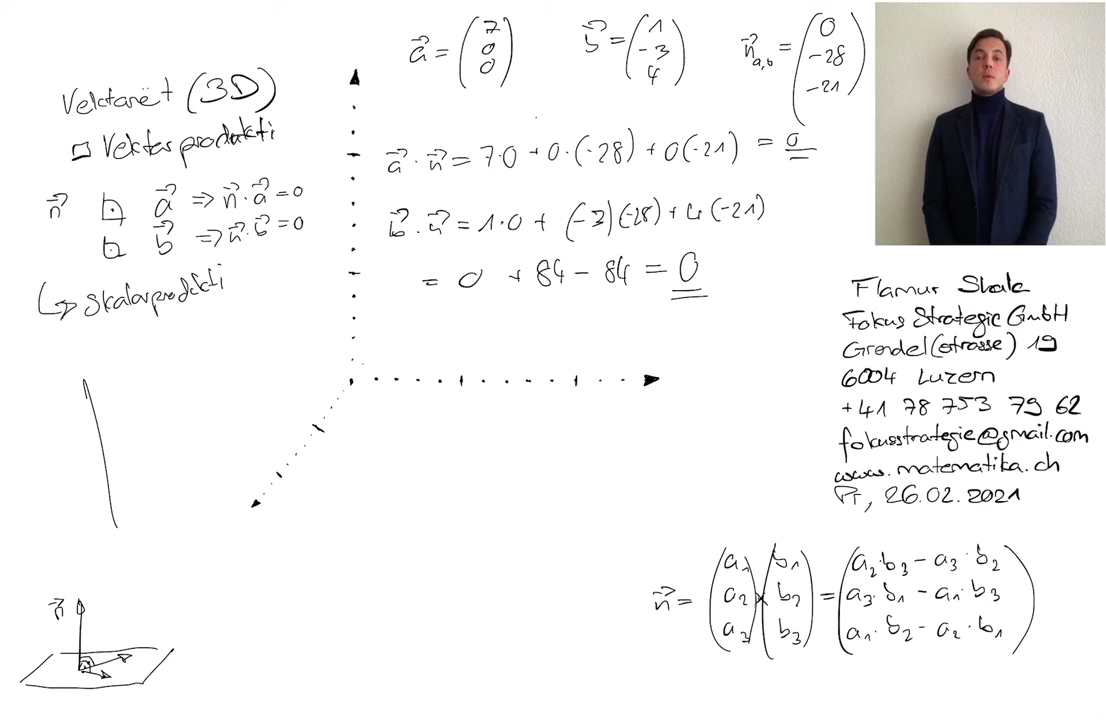 Vektorët (3D)
□ Vektorprodukti
n⃗ ⊾ a⃗ => n⃗ · a⃗ = 0
⊾ b⃗ => n⃗ · b⃗ = 0
↳ Skalarprodukti
n⃗
a⃗ = (7 0 0) b⃗ = (1 -3 4) n⃗a,b = (0 -28 -21)
a⃗ · n⃗ = 7·0 + 0·(-28) + 0(-21) = 0
b⃗ · n⃗ = 1·0 + (-3)(-28) + 4(-21)
= 0 + 84 - 84 = 0
Flamur Shala
Fokus Strategie GmbH
Grendel(strasse) 19
6004 Luzern
+41 78 753 79 62
fokusstrategie@gmail.com
www.matematika.ch
Pr, 26.02.2021
a1 b1 a2·b3 - a3·b2
n⃗ = a2 × b2 = a3·b1 - a1·b3
a3 b3 a1·b2 - a2·b1